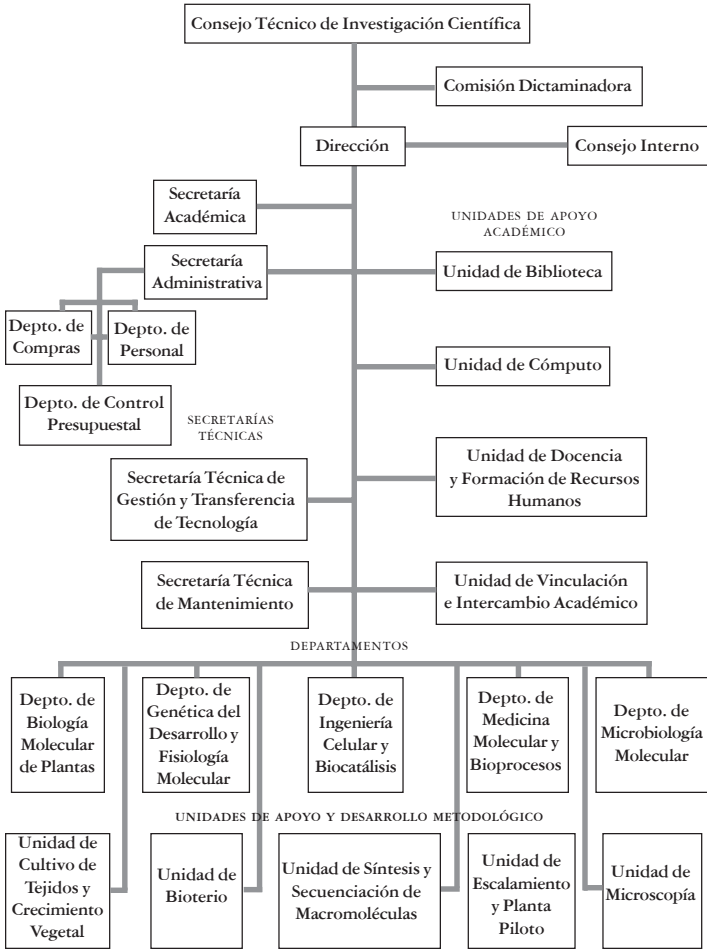 Consejo Técnico de Investigación Científica
Comisión Dictaminadora
Dirección
Consejo Interno
Secretaría
Académica
UNIDADES DE APOYO
ACADÉMICO
Secretaría
Administrativa
Unidad de Biblioteca
Depto. de
Compras
Depto. de
Personal
Unidad de Cómputo
Depto. de Control
Presupuestal
SECRETARÍAS
TÉCNICAS
Secretaría Técnica de
Gestión y Transferencia
de Tecnología
Unidad de Docencia
y Formación de Recursos
Humanos
Secretaría Técnica
de Mantenimiento
Unidad de Vinculación
e Intercambio Académico
DEPARTAMENTOS
Depto. de
Biología
Molecular
de Plantas
Depto. de
Genética del
Desarrollo y
Fisiología
Molecular
Depto. de
Ingeniería
Celular y
Biocatálisis
Depto. de
Medicina
Molecular y
Bioprocesos
Depto. de
Microbiología
Molecular
UNIDADES DE APOYO Y DESARROLLO METODOLÓGICO
Unidad de
Cultivo de
Tejidos y
Crecimiento
Vegetal
Unidad de
Bioterio
Unidad de Síntesis y
Secuenciación de
Macromoléculas
Unidad de
Escalamiento
y Planta
Piloto
Unidad de
Microscopía